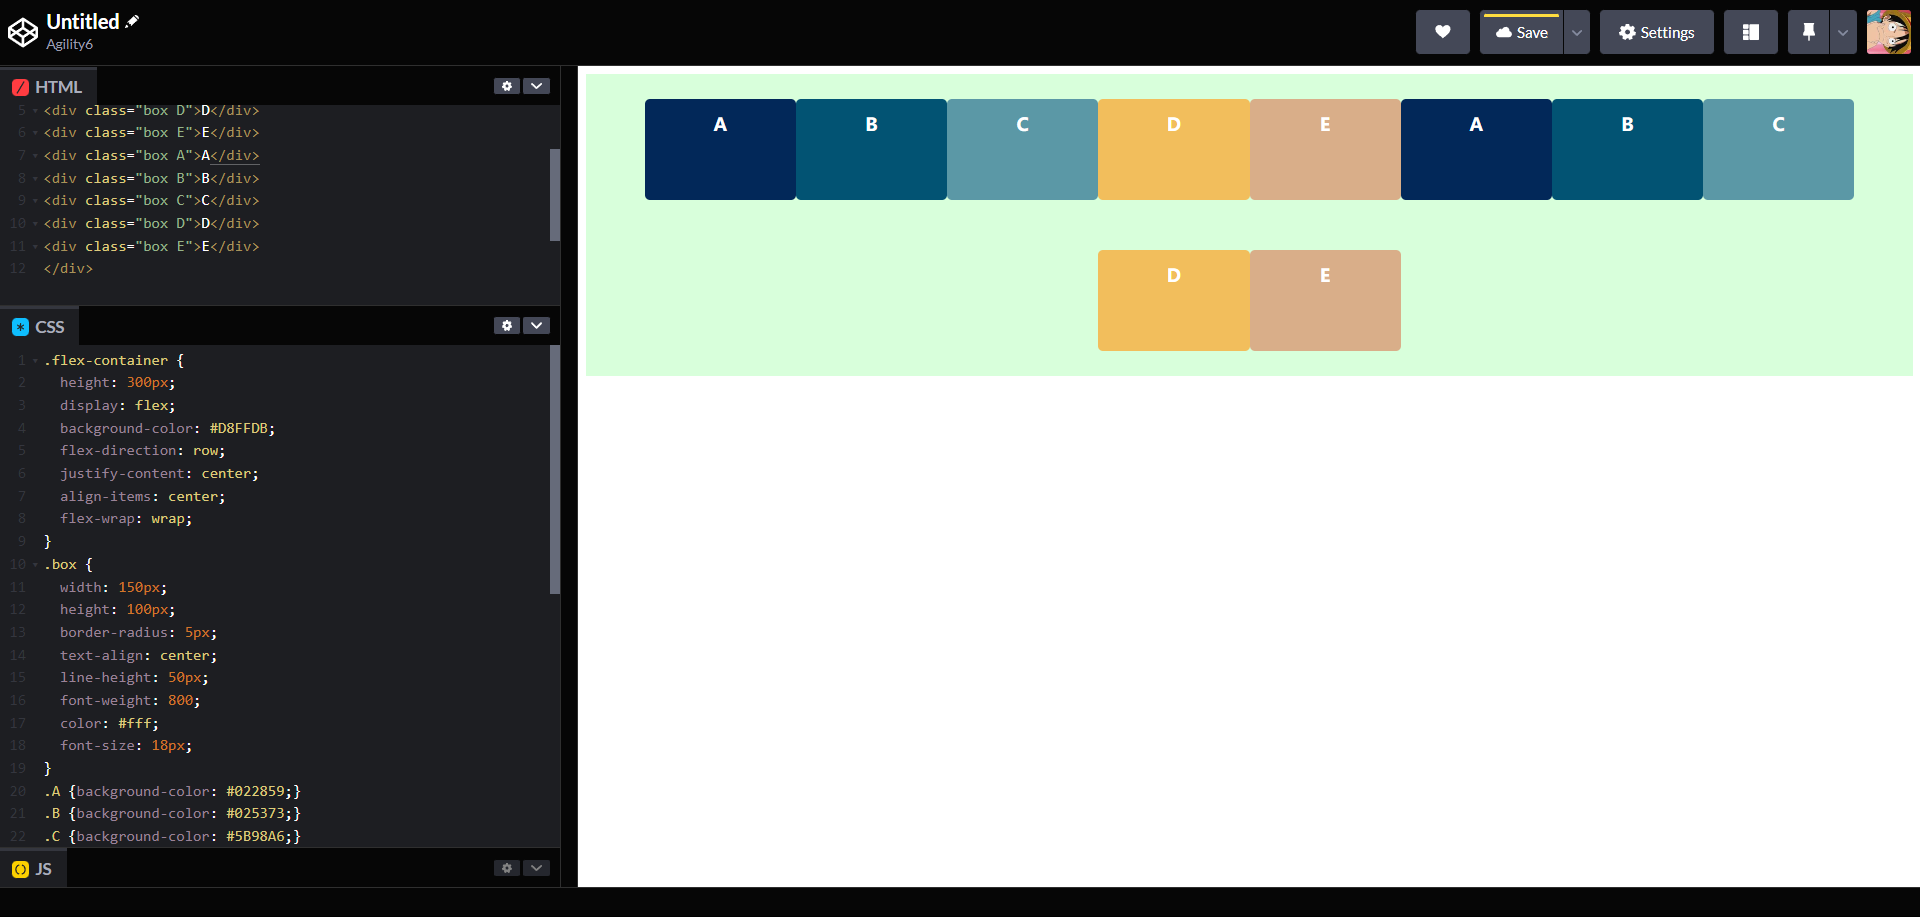 Untitled
Agility6
Save
Settings
HTML
5 <div class="box D">D</div>
6 <div class="box E">E</div>
7 <div class="box A">A</div>
8 <div class="box B">B</div>
9 <div class="box C">C</div>
10 <div class="box D">D</div>
11 <div class="box E">E</div>
12 </div>
CSS
1 .flex-container {
2 height: 300px;
3 display: flex;
4 background-color: #D8FFDB;
5 flex-direction: row;
6 justify-content: center;
7 align-items: center;
8 flex-wrap: wrap;
9 }
10 .box {
11 width: 150px;
12 height: 100px;
13 border-radius: 5px;
14 text-align: center;
15 line-height: 50px;
16 font-weight: 800;
17 color: #fff;
18 font-size: 18px;
19 }
20 .A {background-color: #022859;}
21 .B {background-color: #025373;}
22 .C {background-color: #5B98A6;}
JS
A B C D E A B C
D E